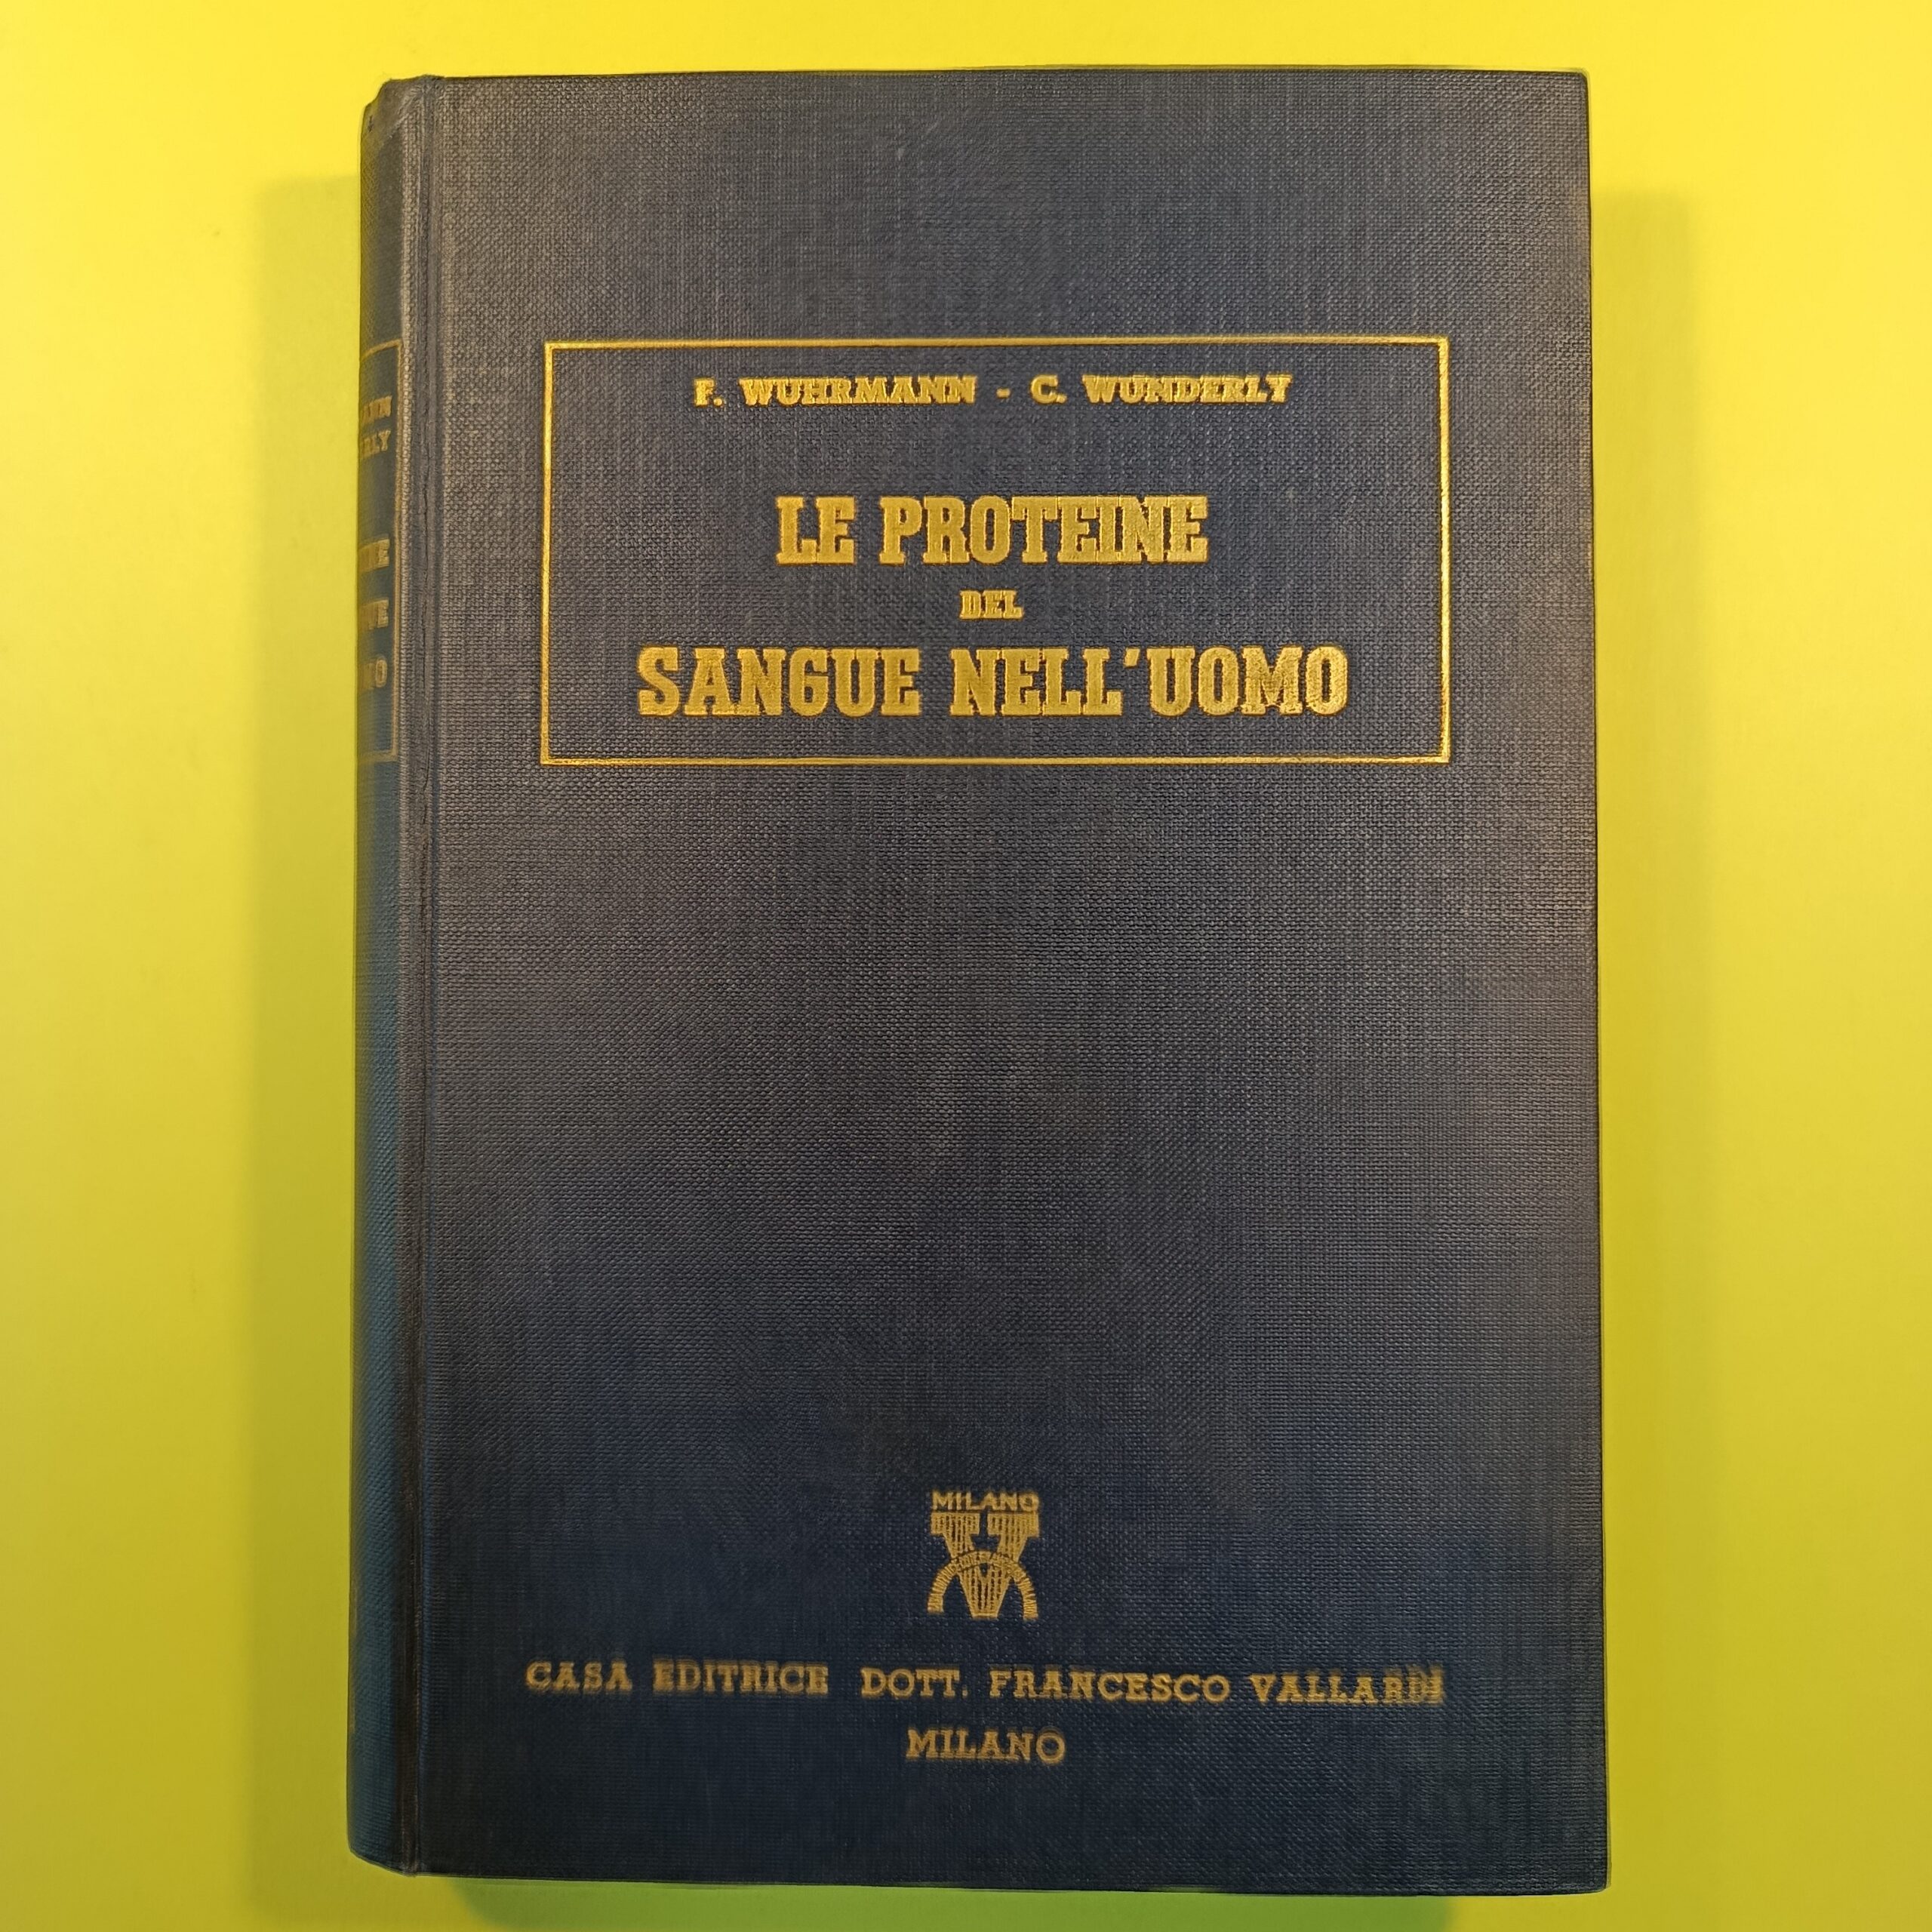 F. WUHRMANN - C. WUNDERLY
LE PROTEINE
DEL
SANGUE NELL'UOMO
MILANO
CASA EDITRICE DOTT. FRANCESCO VALLARDI
MILANO